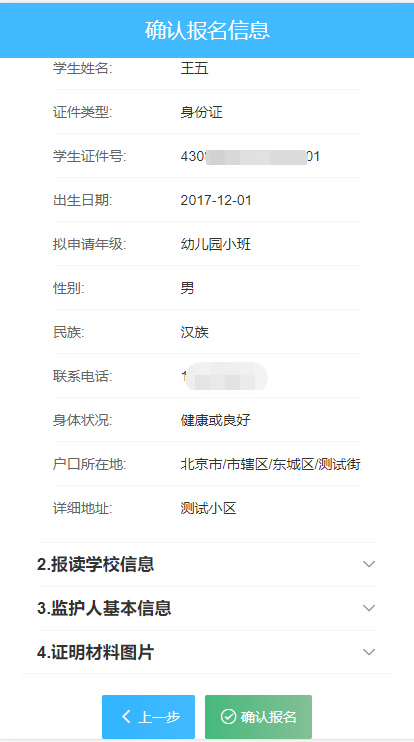 确认报名信息
学生姓名: 王五
证件类型: 身份证
学生证件号: 430 01
出生日期: 2017-12-01
拟申请年级: 幼儿园小班
性别: 男
民族: 汉族
联系电话: 1
身体状况: 健康或良好
户口所在地: 北京市/市辖区/东城区/测试街
详细地址: 测试小区
2.报读学校信息
3.监护人基本信息
4.证明材料图片
上一步 确认报名